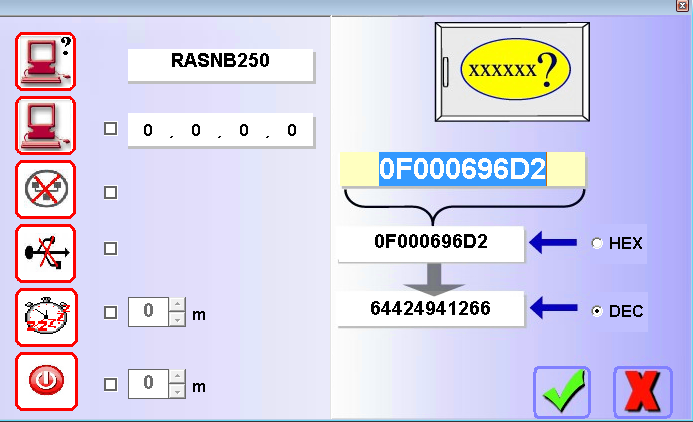 ?
RASNB250
xxxxxx?
0 . 0 . 0 . 0
0F000696D2
0F000696D2
HEX
64424941266
DEC
0 m
0 m